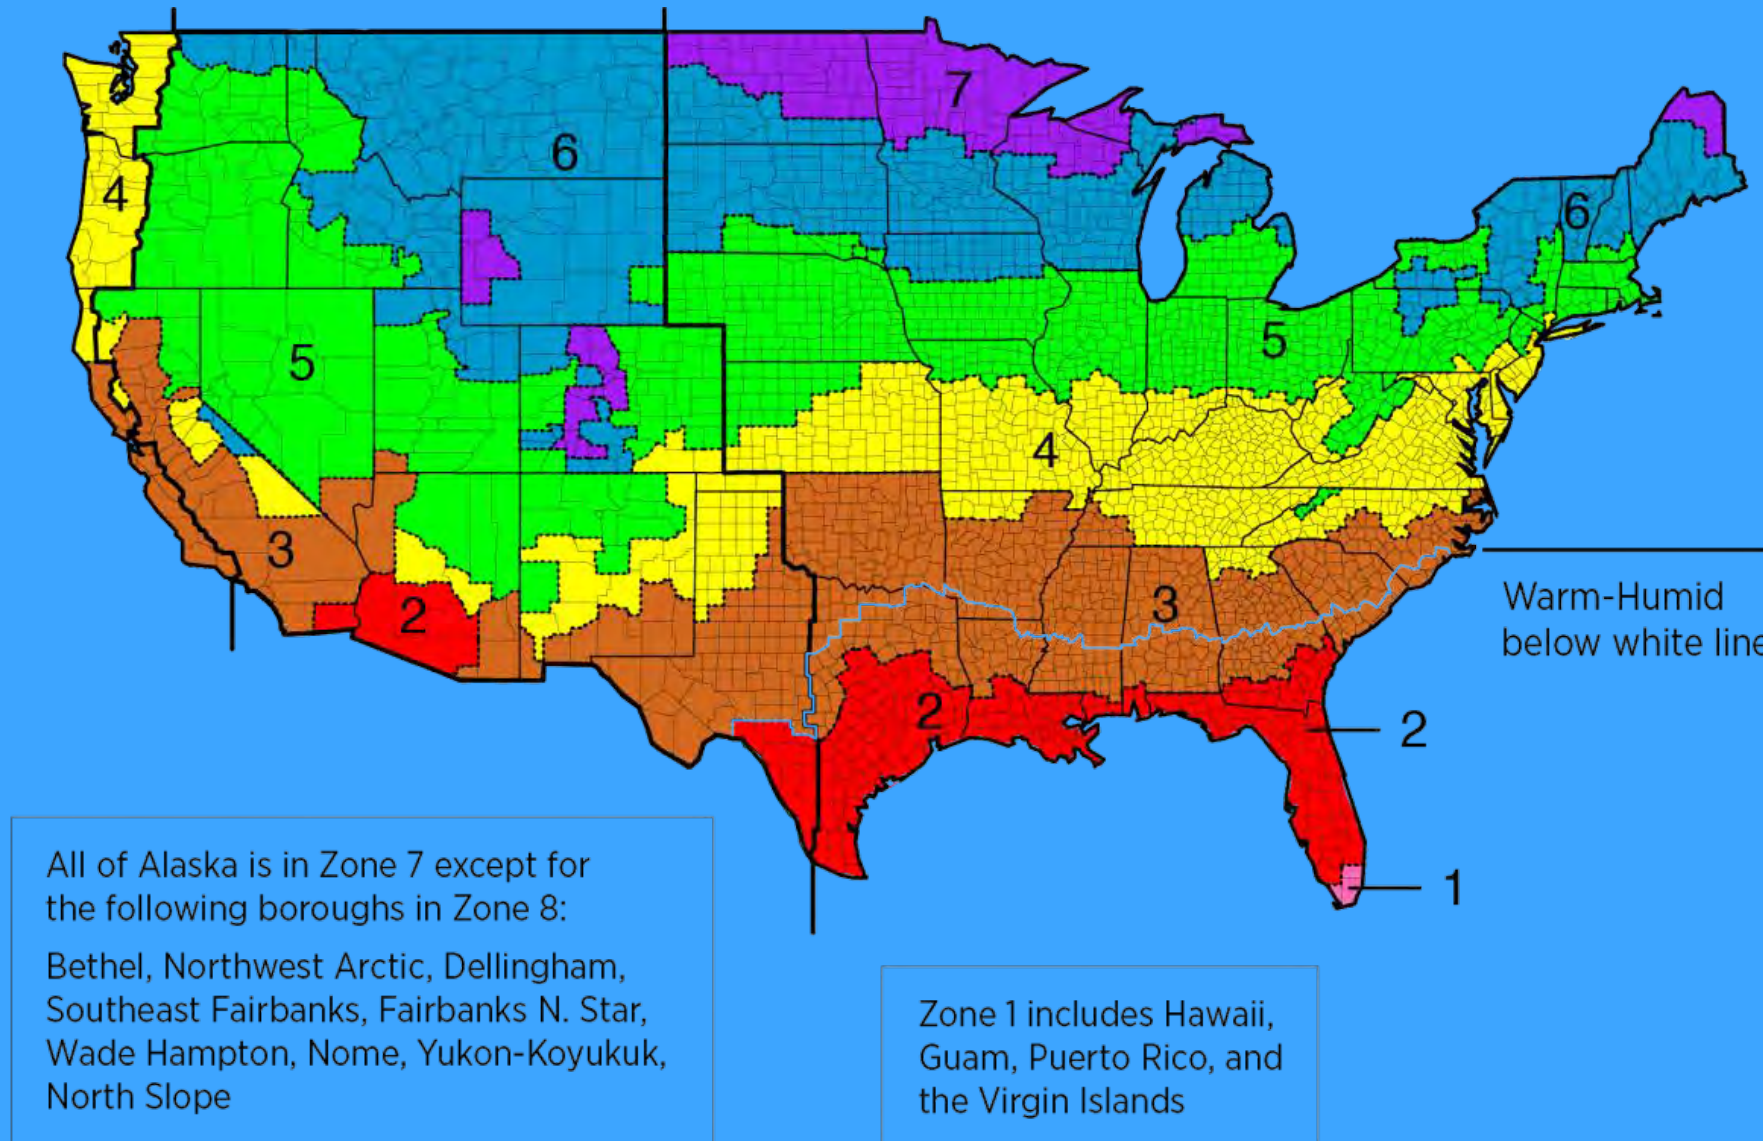 7
6
4
6
5
5
4
3
3
2
Warm-Humid
below white line
2
2
1
All of Alaska is in Zone 7 except for
the following boroughs in Zone 8:
Bethel, Northwest Arctic, Dellingham,
Southeast Fairbanks, Fairbanks N. Star,
Wade Hampton, Nome, Yukon-Koyukuk,
North Slope
Zone 1 includes Hawaii,
Guam, Puerto Rico, and
the Virgin Islands